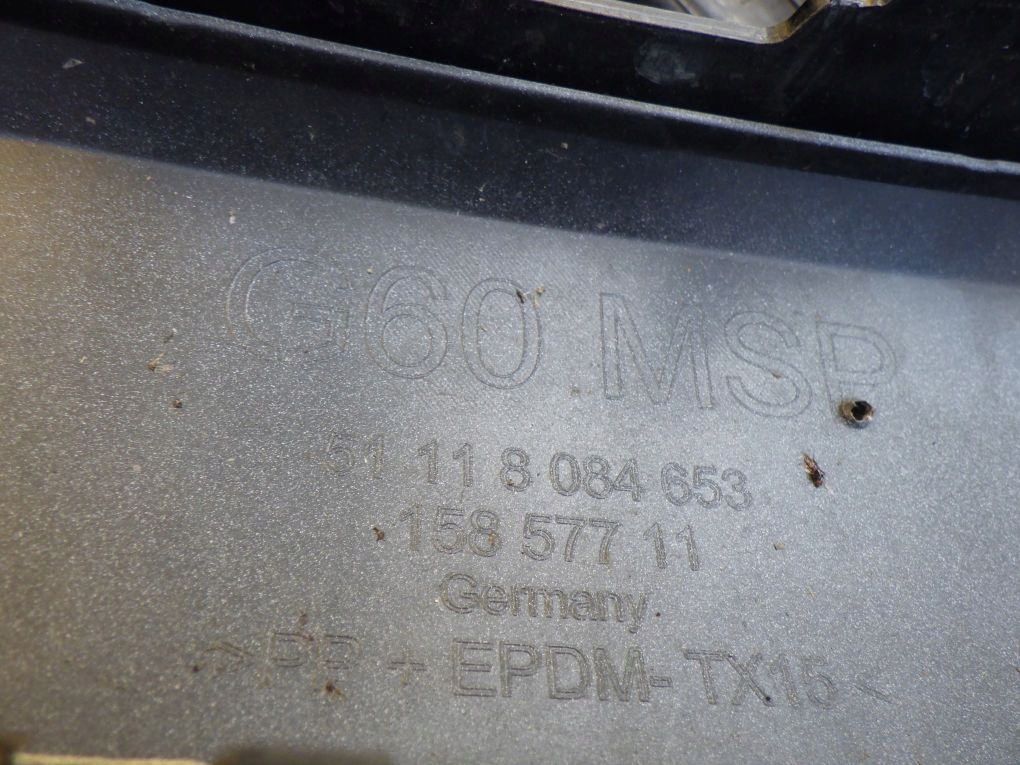 G60 MSP
51 11 8 084 653
158 577 11
Germany
>PP + EPDM-TX15<